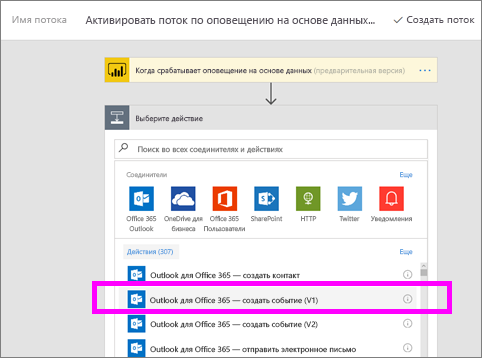 Имя потока Активировать поток по оповещению на основе данных... Создать поток
Когда срабатывает оповещение на основе данных (предварительная версия) ...
Выберите действие
Поиск во всех соединителях и действиях
Соединители Еще
Office 365 Outlook
OneDrive для бизнеса
Office 365 Пользователи
SharePoint
HTTP
Twitter
Уведомления
Действия (307) Еще
Outlook для Office 365 — создать контакт
Outlook для Office 365 — создать событие (V1)
Outlook для Office 365 — создать событие (V2)
Outlook для Office 365 — отправить электронное письмо